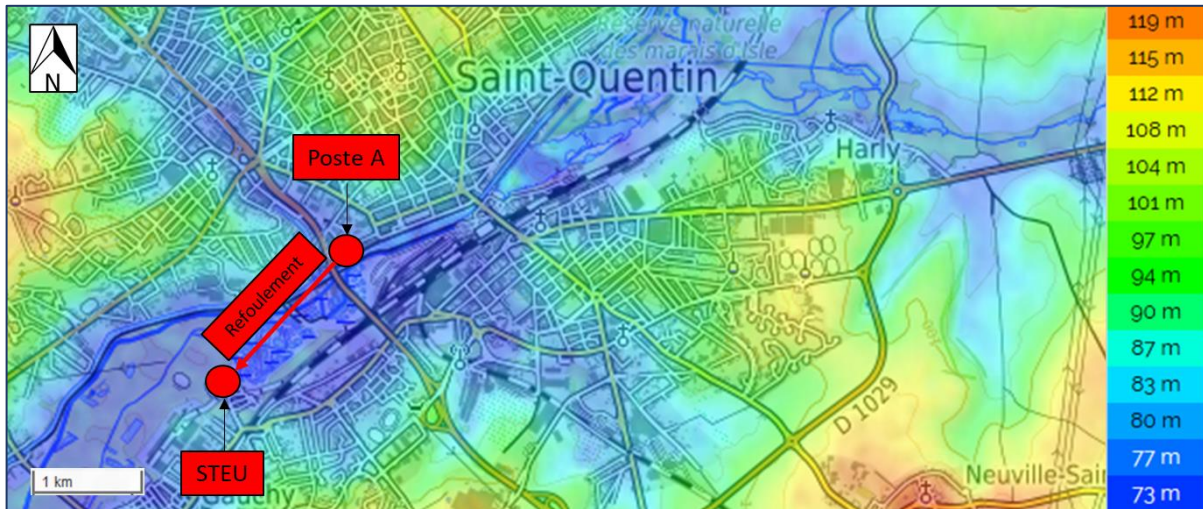 N
Réserve naturelle
des marais d'Isle
Saint-Quentin
Poste A
Harly
Refoulement
D 1029
STEU
1 km
Gauchy
Neuville-Sain
119 m
115 m
112 m
108 m
104 m
101 m
97 m
94 m
90 m
87 m
83 m
80 m
77 m
73 m